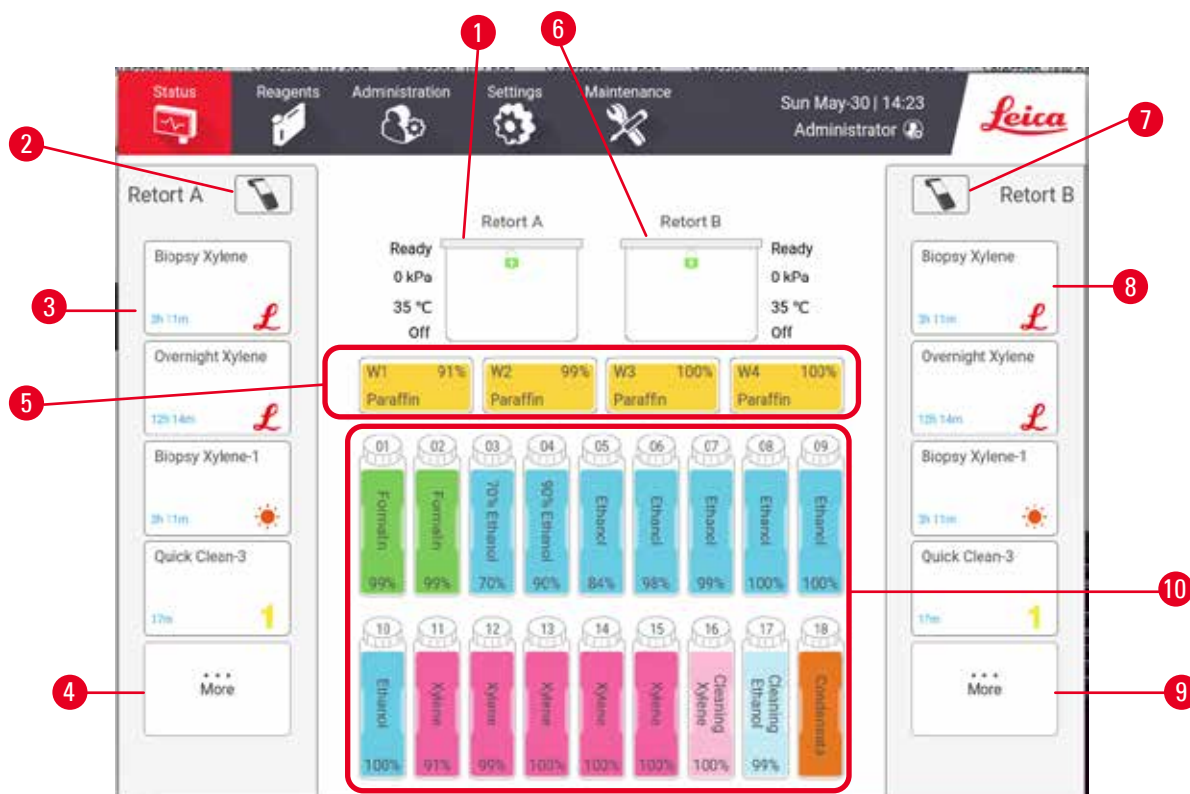 1
6
Status
Reagents
Administration
Settings
Maintenance
Sun May-30 | 14:23
Administrator
Leica
2
7
Retort A
Retort B
Retort A
Retort B
Ready
0 kPa
35 °C
Off
Ready
0 kPa
35 °C
Off
3
Biopsy Xylene
3h 11m
Overnight Xylene
12h 14m
Biopsy Xylene-1
3h 11m
Quick Clean-3
17m
1
4
... More
5
W1 91%
Paraffin
W2 99%
Paraffin
W3 100%
Paraffin
W4 100%
Paraffin
01 02 03 04 05 06 07 08 09
Formalin
Formalin
70% Ethanol
90% Ethanol
Ethanol
Ethanol
Ethanol
Ethanol
Ethanol
99% 99% 70% 90% 84% 98% 99% 100% 100%
10 11 12 13 14 15 16 17 18
Ethanol
Xylene
Xylene
Xylene
Xylene
Xylene
Cleaning
Xylene
Cleaning
Ethanol
Condensate
100% 91% 99% 100% 100% 100% 100% 99%
Biopsy Xylene
3h 11m
8
Overnight Xylene
12h 14m
Biopsy Xylene-1
3h 11m
Quick Clean-3
17m
1
10
... More
9